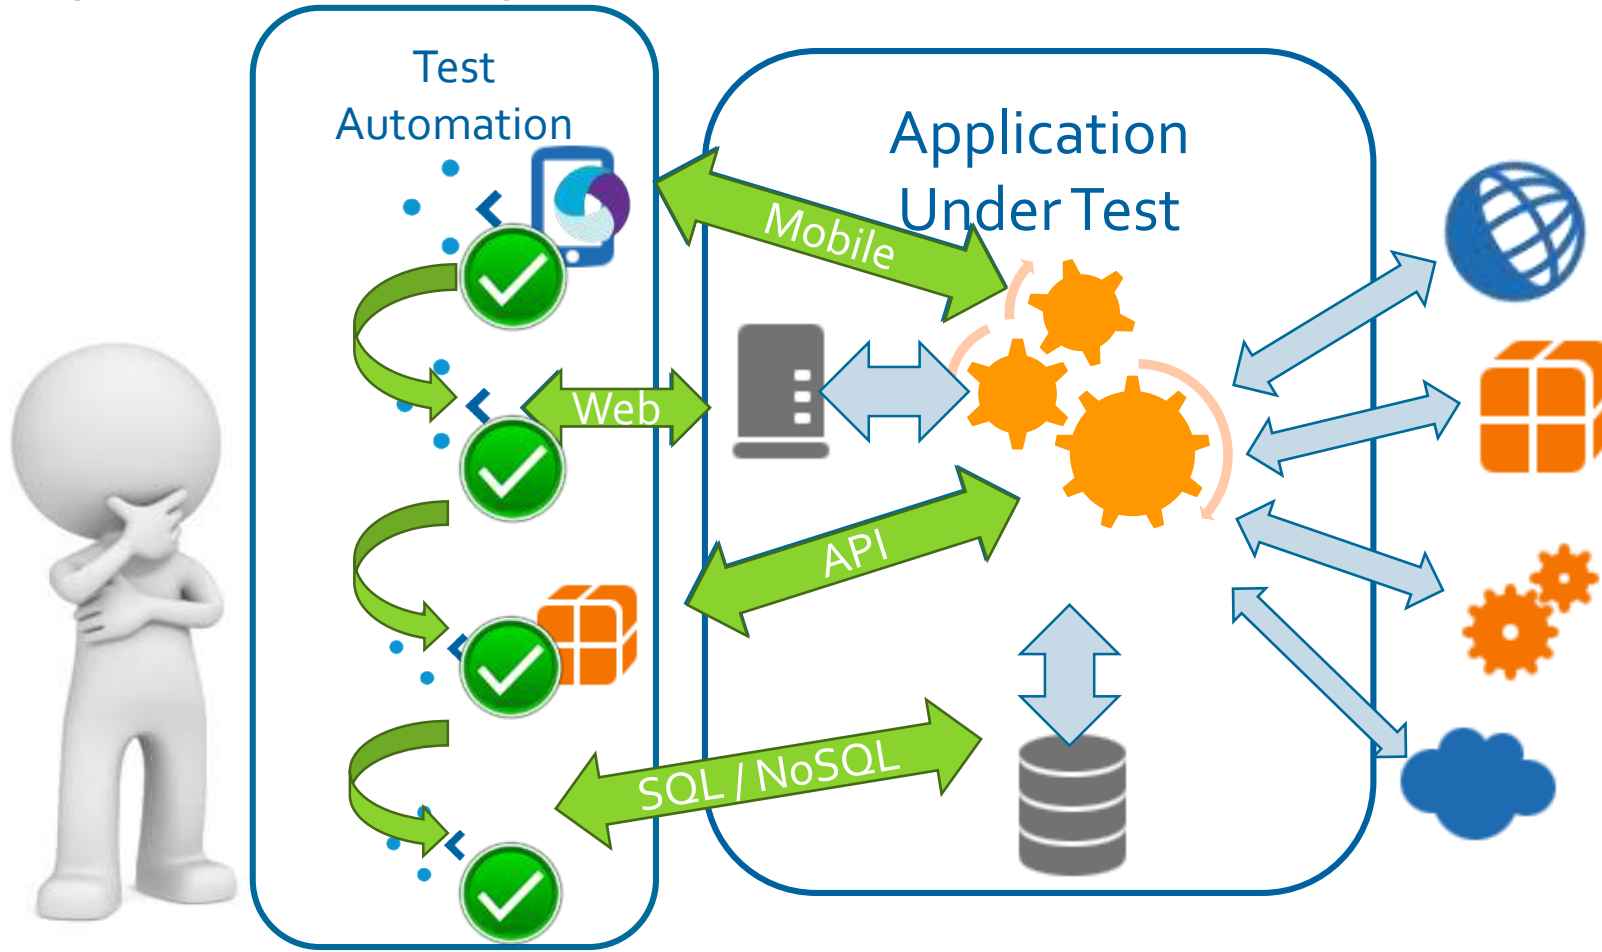 Test
Automation
Application
Under Test
Mobile
Web
API
SQL / NoSQL